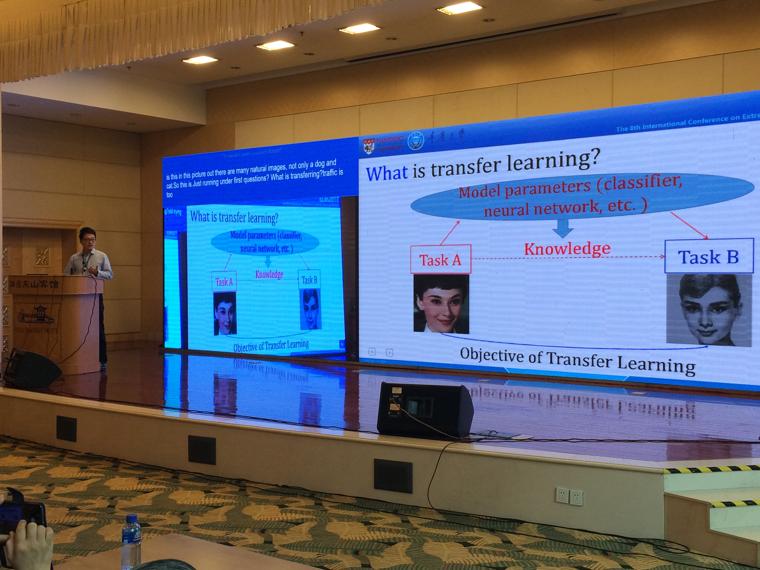 Is this in this picture out there are many natural images, not only a dog and
cat.So this is Just running under first questions? What is transferring?traffic is
too
What is transfer learning?
Model parameters (classifier,
neural network, etc. )
Knowledge
Task A
Task B
Objective of Transfer Learning
The 8th International Conference on Extre
What is transfer learning?
Model parameters (classifier,
neural network, etc. )
Knowledge
Task A
Task B
Objective of Transfer Learning